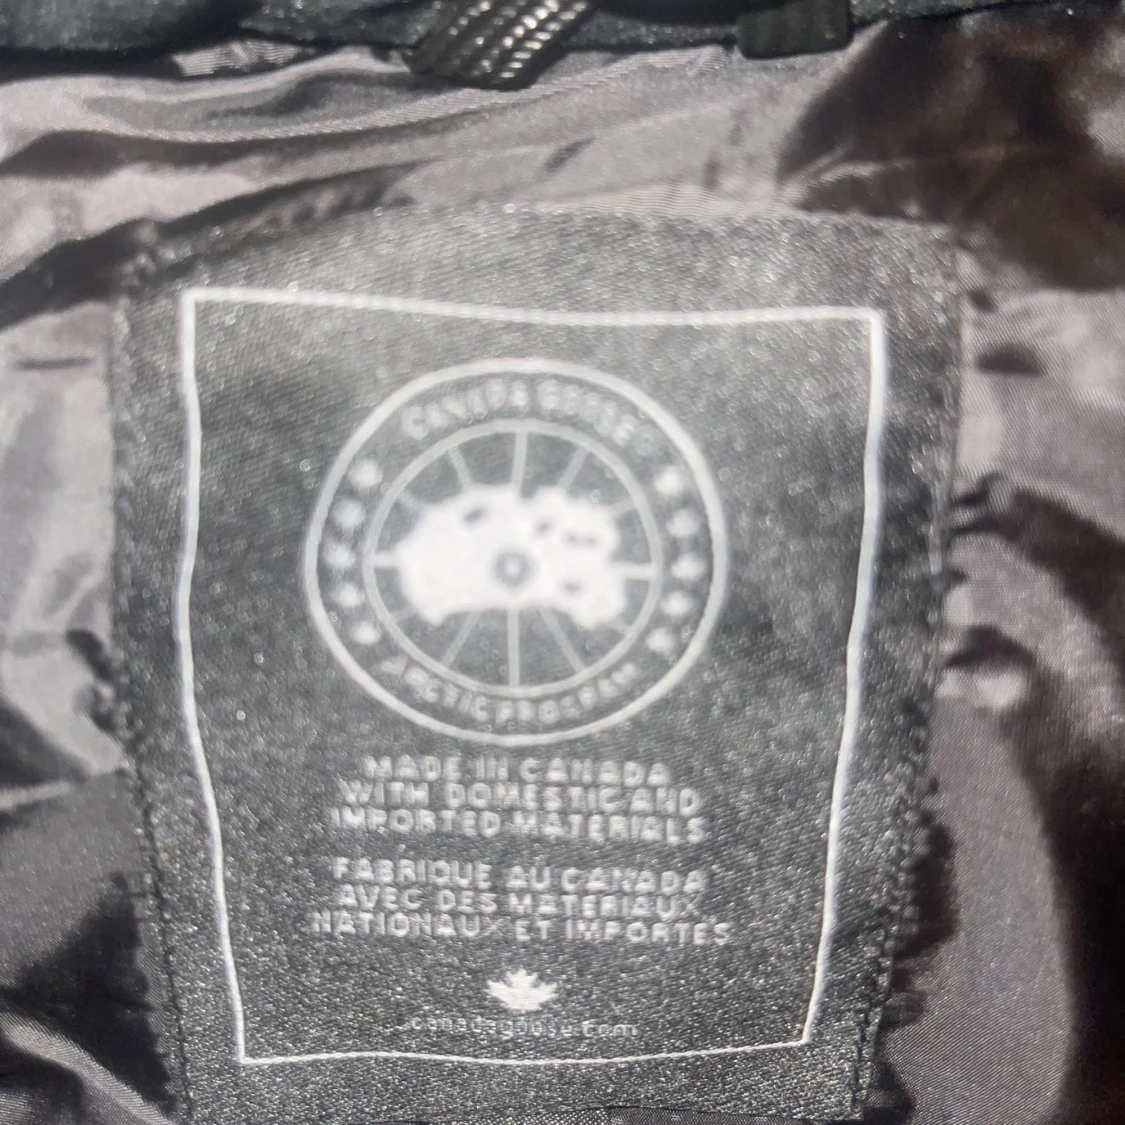 CANADA GOOSE
ARCTIC PROGRAM
MADE IN CANADA
WITH DOMESTIC AND
IMPORTED MATERIALS
FABRIQUE AU CANADA
AVEC DES MATERIAUX
NATIONAUX ET IMPORTES
canadagoose.com